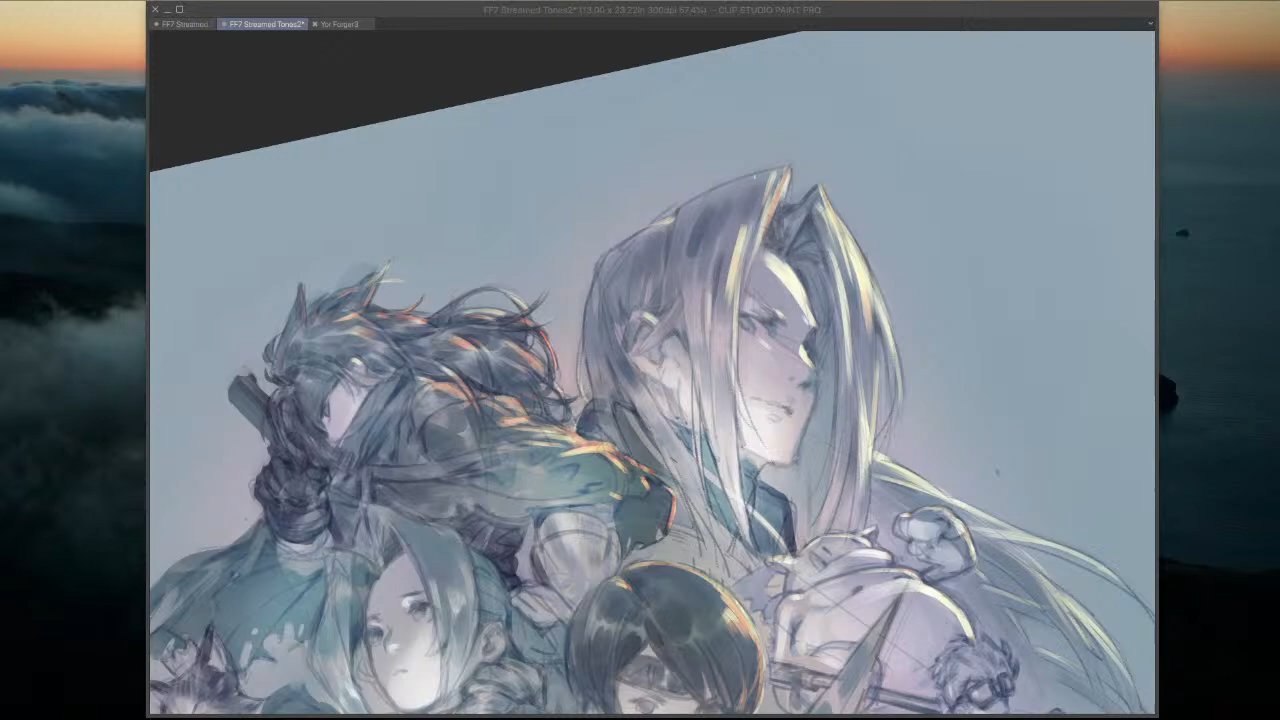 FF7 Streamed Tones2* (13.00 x 23.22in 300dpi 57.4%) - CLIP STUDIO PAINT PRO
FF7 Streamed
FF7 Streamed Tones2*
Yor Forger3